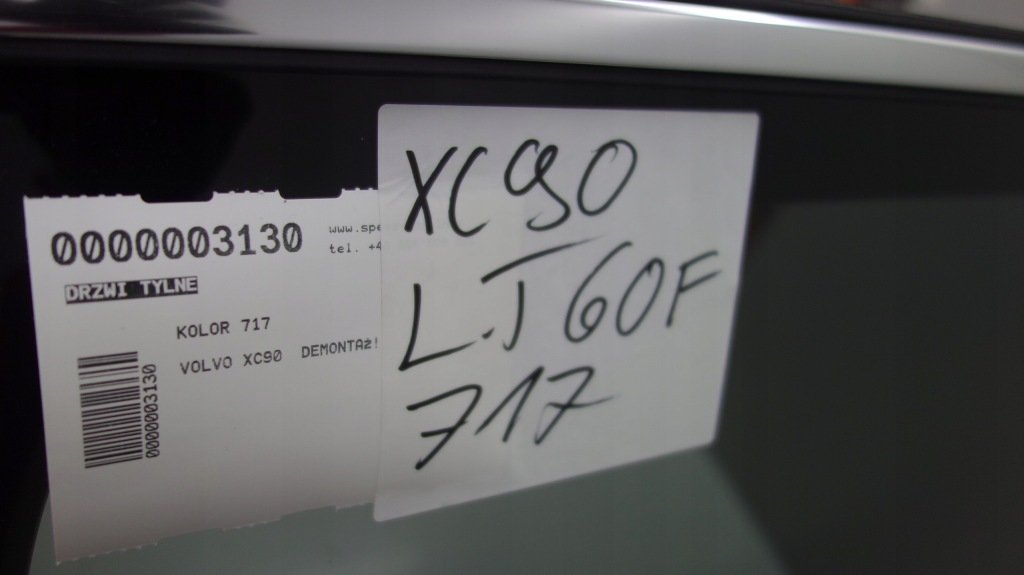 0000003130
www.spe
tel. +4
DRZWI TYLNE
KOLOR 717
VOLVO XC90 DEMONTAŻ!
0000003130
XC90
L.T 60F
717